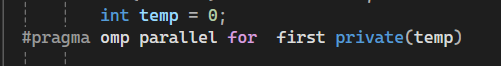 int temp = 0;
#pragma omp parallel for  first private(temp)